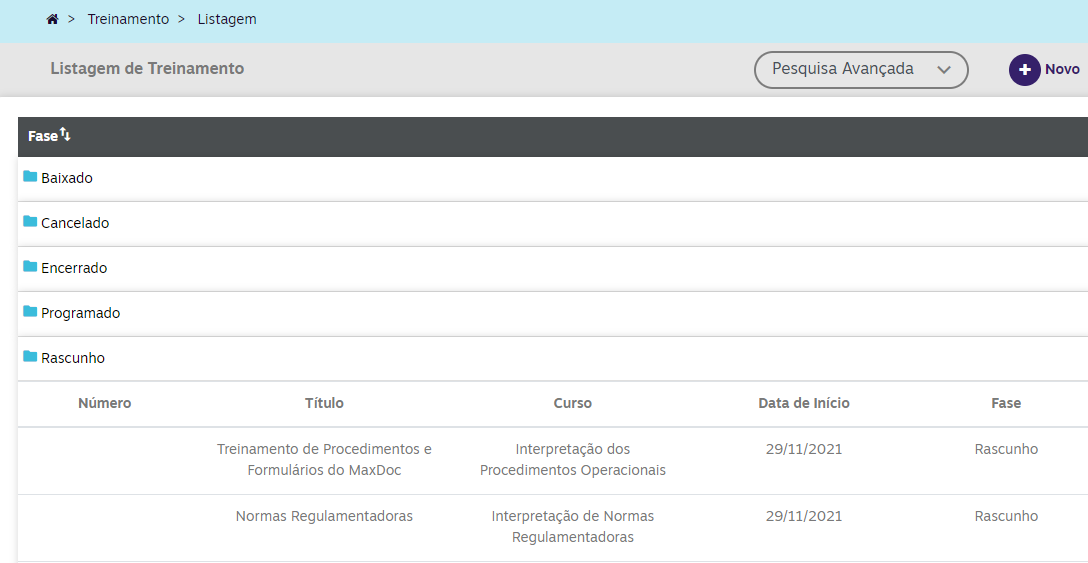 > Treinamento > Listagem
Listagem de Treinamento
Pesquisa Avançada
+ Novo
Fase
Baixado
Cancelado
Encerrado
Programado
Rascunho
Número Título Curso Data de Início Fase
Treinamento de Procedimentos e Interpretação dos 29/11/2021 Rascunho
Formulários do MaxDoc Procedimentos Operacionais
Normas Regulamentadoras Interpretação de Normas 29/11/2021 Rascunho
Regulamentadoras